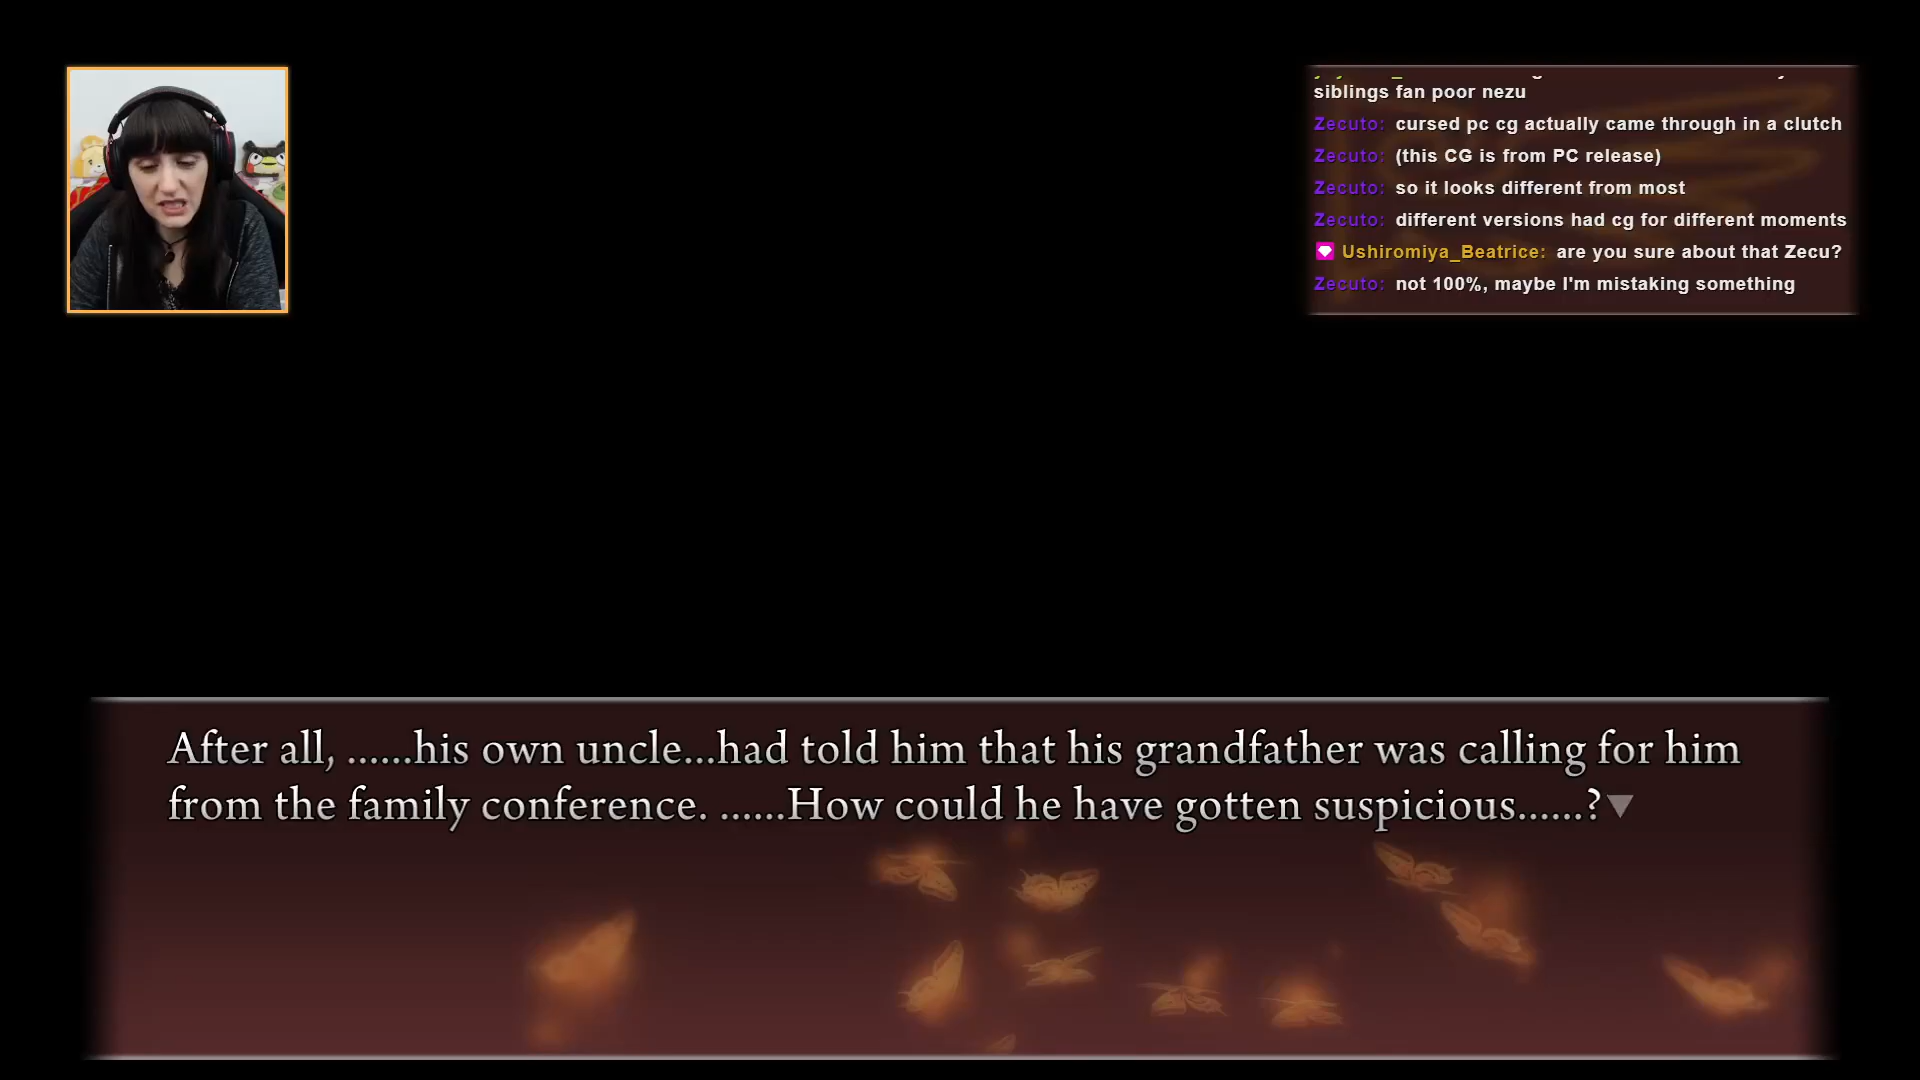 siblings fan poor nezu
Zecuto: cursed pc cg actually came through in a clutch
Zecuto: (this CG is from PC release)
Zecuto: so it looks different from most
Zecuto: different versions had cg for different moments
Ushiromiya_Beatrice: are you sure about that Zecu?
Zecuto: not 100%, maybe I'm mistaking something
After all, ......his own uncle...had told him that his grandfather was calling for him
from the family conference. ......How could he have gotten suspicious......?